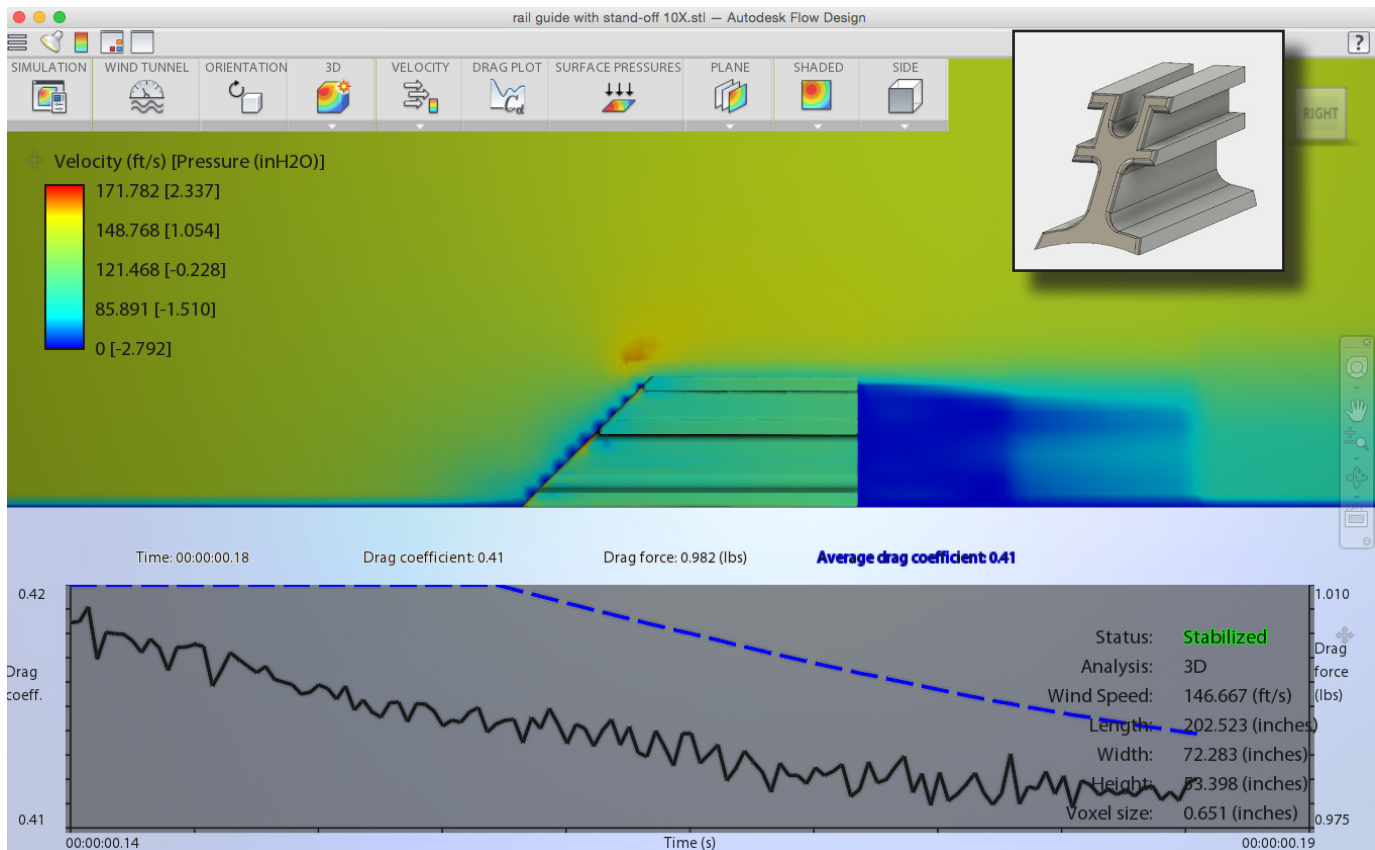 rail guide with stand-off 10X.stl — Autodesk Flow Design
?
SIMULATION WIND TUNNEL ORIENTATION 3D VELOCITY DRAG PLOT SURFACE PRESSURES PLANE SHADED SIDE
Cd
RIGHT
Velocity (ft/s) [Pressure (inH2O)]
171.782 [2.337]
148.768 [1.054]
121.468 [-0.228]
85.891 [-1.510]
0 [-2.792]
Time: 00:00:00.18 Drag coefficient: 0.41 Drag force: 0.982 (lbs) Average drag coefficient: 0.41
0.42
1.010
Drag
coeff.
0.41
Drag
force
(lbs)
0.975
Status: Stabilized
Analysis: 3D
Wind Speed: 146.667 (ft/s)
Length: 202.523 (inches)
Width: 72.283 (inches)
Height: 53.398 (inches)
Voxel size: 0.651 (inches)
00:00:00.14 Time (s) 00:00:00.19